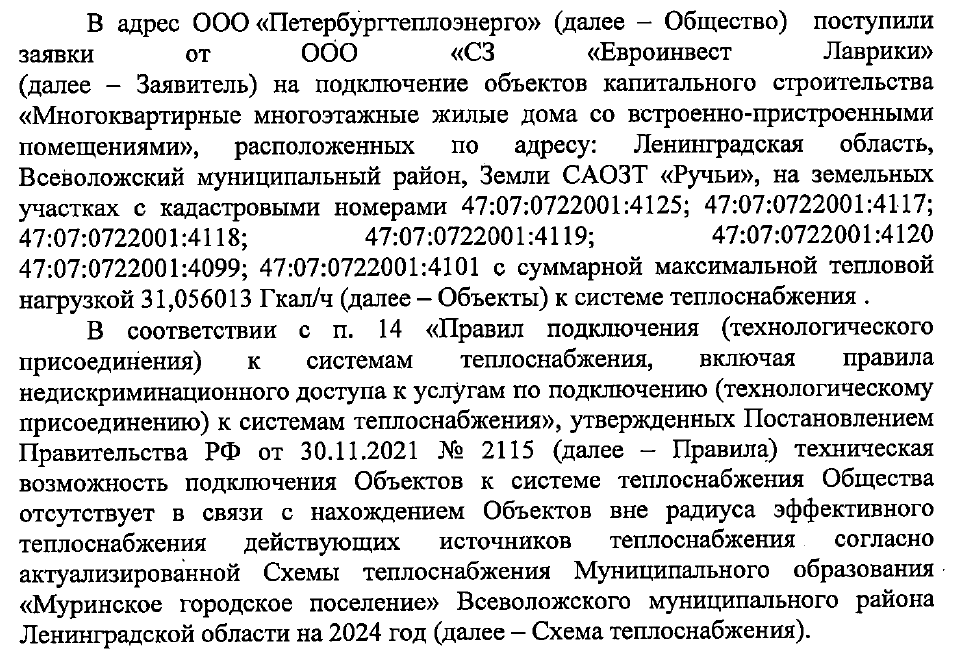 В адрес ООО «Петербургтеплоэнерго» (далее – Общество) поступили
заявки от ООО «СЗ «Евроинвест Лаврики»
(далее – Заявитель) на подключение объектов капитального строительства
«Многоквартирные многоэтажные жилые дома со встроенно-пристроенными
помещениями», расположенных по адресу: Ленинградская область,
Всеволожский муниципальный район, Земли САОЗТ «Ручьи», на земельных
участках с кадастровыми номерами 47:07:0722001:4125; 47:07:0722001:4117;
47:07:0722001:4118; 47:07:0722001:4119; 47:07:0722001:4120
47:07:0722001:4099; 47:07:0722001:4101 с суммарной максимальной тепловой
нагрузкой 31,056013 Гкал/ч (далее – Объекты) к системе теплоснабжения .
В соответствии с п. 14 «Правил подключения (технологического
присоединения) к системам теплоснабжения, включая правила
недискриминационного доступа к услугам по подключению (технологическому
присоединению) к системам теплоснабжения», утвержденных Постановлением
Правительства РФ от 30.11.2021 № 2115 (далее – Правила) техническая
возможность подключения Объектов к системе теплоснабжения Общества
отсутствует в связи с нахождением Объектов вне радиуса эффективного
теплоснабжения действующих источников теплоснабжения согласно
актуализированной Схемы теплоснабжения Муниципального образования
«Муринское городское поселение» Всеволожского муниципального района
Ленинградской области на 2024 год (далее – Схема теплоснабжения).